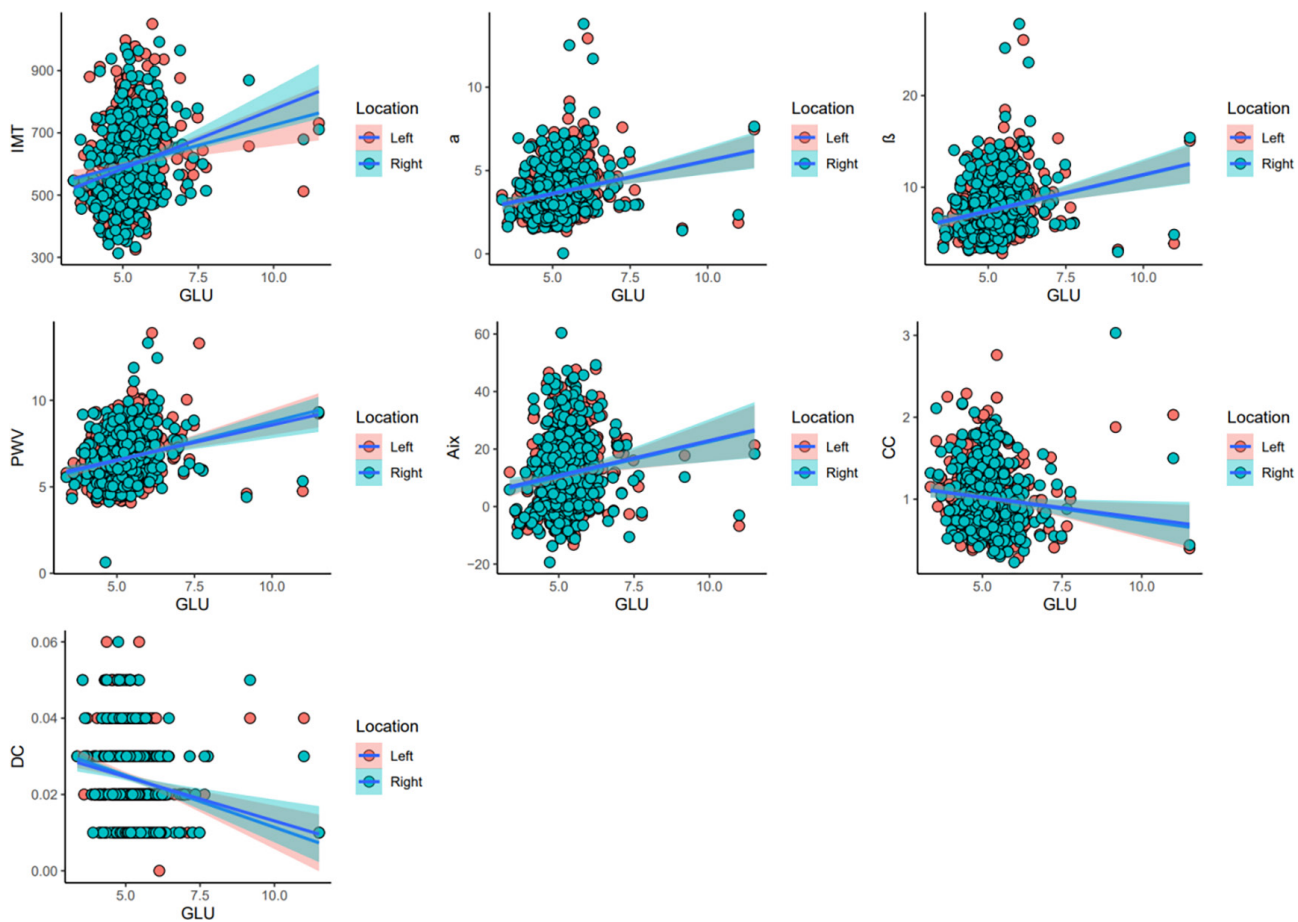 IMT
900
700
500
300
5.0 7.5 10.0
GLU
Location
Left
Right
a
10
5
0
5.0 7.5 10.0
GLU
Location
Left
Right
ß
20
10
5.0 7.5 10.0
GLU
Location
Left
Right
PWV
10
5
0
5.0 7.5 10.0
GLU
Location
Left
Right
Aix
60
40
20
0
−20
5.0 7.5 10.0
GLU
Location
Left
Right
CC
3
2
1
5.0 7.5 10.0
GLU
Location
Left
Right
DC
0.06
0.04
0.02
0.00
5.0 7.5 10.0
GLU
Location
Left
Right